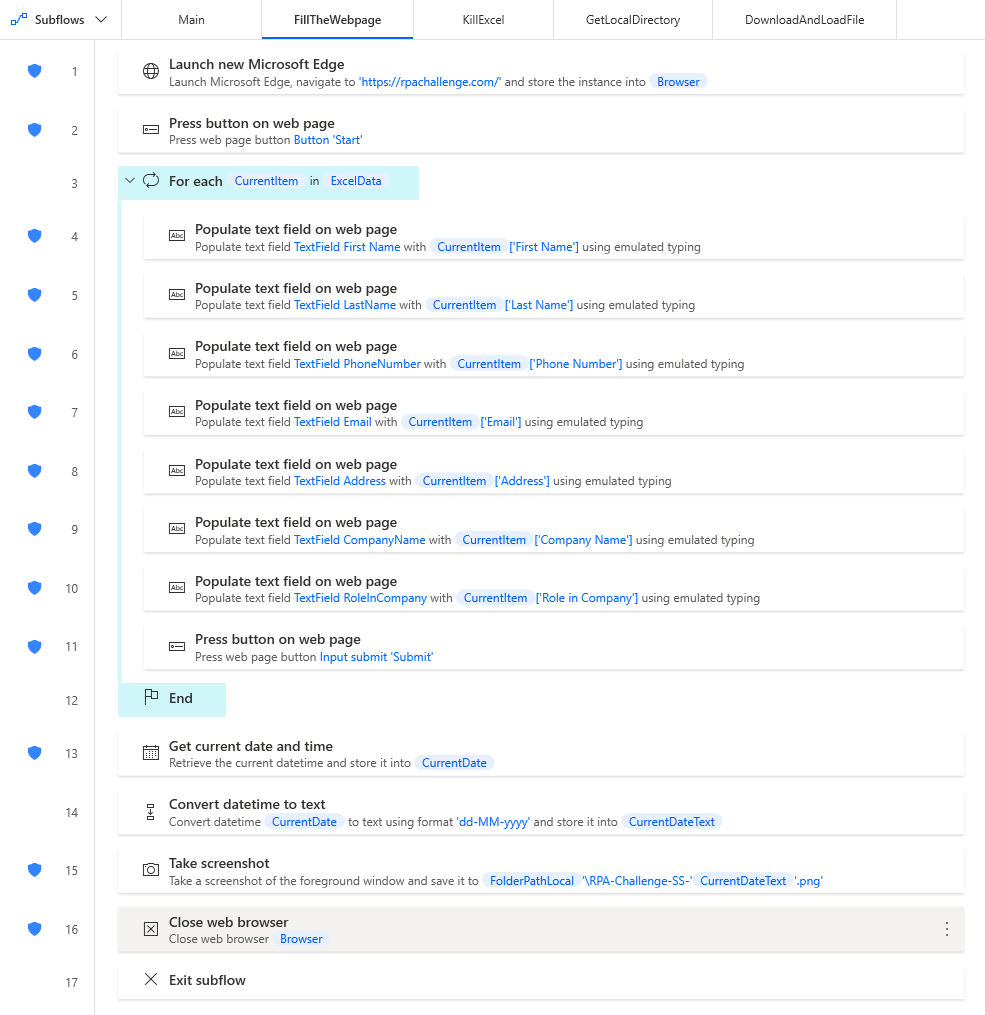 Subflows Main FillTheWebpage KillExcel GetLocalDirectory DownloadAndLoadFile
1 Launch new Microsoft Edge
Launch Microsoft Edge, navigate to 'https://rpachallenge.com/' and store the instance into Browser
2 Press button on web page
Press web page button Button 'Start'
3 For each CurrentItem in ExcelData
4 Populate text field on web page
Populate text field TextField First Name with CurrentItem ['First Name'] using emulated typing
5 Populate text field on web page
Populate text field TextField LastName with CurrentItem ['Last Name'] using emulated typing
6 Populate text field on web page
Populate text field TextField PhoneNumber with CurrentItem ['Phone Number'] using emulated typing
7 Populate text field on web page
Populate text field TextField Email with CurrentItem ['Email'] using emulated typing
8 Populate text field on web page
Populate text field TextField Address with CurrentItem ['Address'] using emulated typing
9 Populate text field on web page
Populate text field TextField CompanyName with CurrentItem ['Company Name'] using emulated typing
10 Populate text field on web page
Populate text field TextField RoleInCompany with CurrentItem ['Role in Company'] using emulated typing
11 Press button on web page
Press web page button Input submit 'Submit'
12 End
13 Get current date and time
Retrieve the current datetime and store it into CurrentDate
14 Convert datetime to text
Convert datetime CurrentDate to text using format 'dd-MM-yyyy' and store it into CurrentDateText
15 Take screenshot
Take a screenshot of the foreground window and save it to FolderPathLocal '\RPA-Challenge-SS-' CurrentDateText '.png'
16 Close web browser
Close web browser Browser
17 Exit subflow